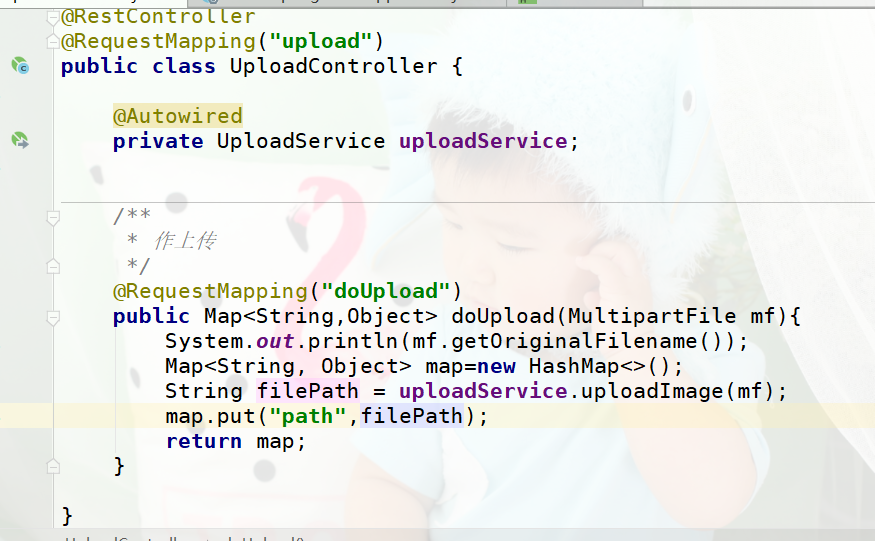 @RestController
@RequestMapping("upload")
public class UploadController {
@Autowired
private UploadService uploadService;
/**
* 作上传
*/
@RequestMapping("doUpload")
public Map<String,Object> doUpload(MultipartFile mf){
System.out.println(mf.getOriginalFilename());
Map<String, Object> map=new HashMap<>();
String filePath = uploadService.uploadImage(mf);
map.put("path",filePath);
return map;
}
}